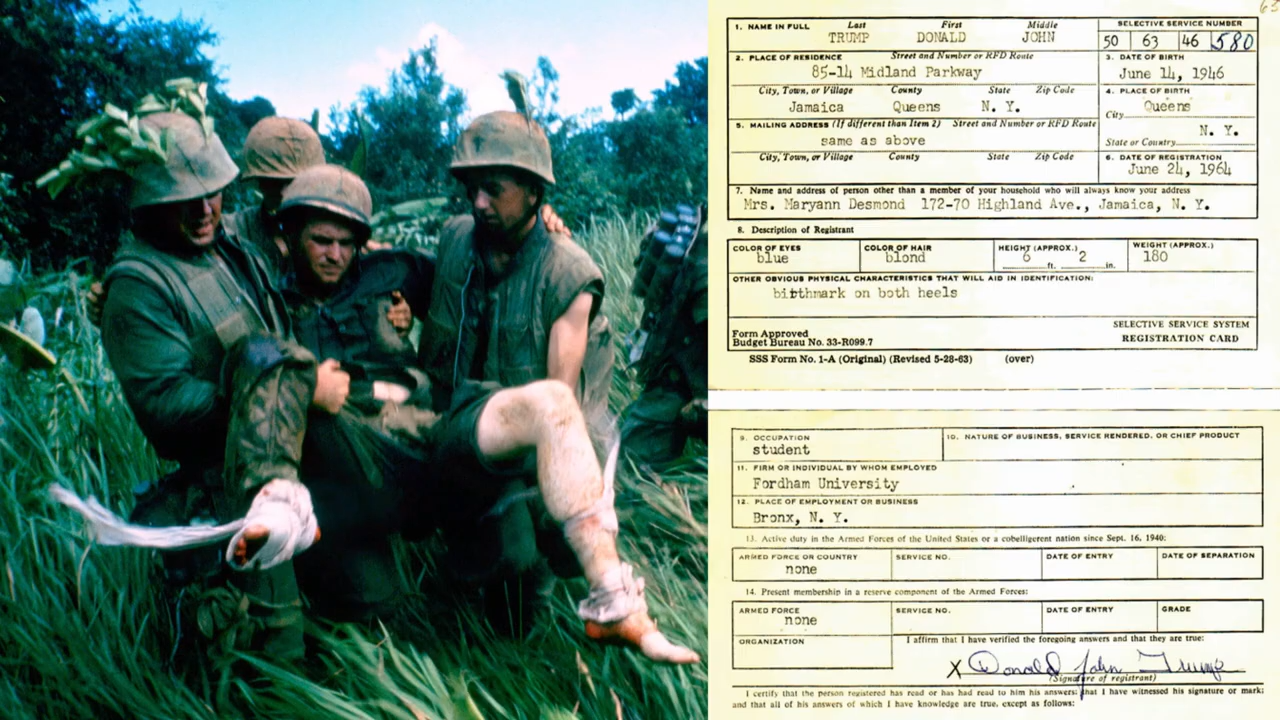 63
1. NAME IN FULL Last First Middle
TRUMP DONALD JOHN
SELECTIVE SERVICE NUMBER
50 63 46 580
2. PLACE OF RESIDENCE Street and Number or RFD Route
85-14 Midland Parkway
3. DATE OF BIRTH
June 14, 1946
City, Town, or Village County State Zip Code
Jamaica Queens N. Y.
4. PLACE OF BIRTH
Queens
City
N. Y.
State or Country
5. MAILING ADDRESS (If different than Item 2) Street and Number or RFD Route
same as above
City, Town, or Village County State Zip Code
6. DATE OF REGISTRATION
June 24, 1964
7. Name and address of person other than a member of your household who will always know your address
Mrs. Maryann Desmond 172-70 Highland Ave., Jamaica, N. Y.
8. Description of Registrant
COLOR OF EYES COLOR OF HAIR HEIGHT (APPROX.) WEIGHT (APPROX.)
blue blond 6 ft. 2 in. 180
OTHER OBVIOUS PHYSICAL CHARACTERISTICS THAT WILL AID IN IDENTIFICATION:
birthmark on both heels
Form Approved
Budget Bureau No. 33-R099.7
SELECTIVE SERVICE SYSTEM
REGISTRATION CARD
SSS Form No. 1-A (Original) (Revised 5-28-63) (over)
9. OCCUPATION 10. NATURE OF BUSINESS, SERVICE RENDERED, OR CHIEF PRODUCT
student
11. FIRM OR INDIVIDUAL BY WHOM EMPLOYED
Fordham University
12. PLACE OF EMPLOYMENT OR BUSINESS
Bronx, N. Y.
13. Active duty in the Armed Forces of the United States or a cobelligerent nation since Sept. 16, 1940:
ARMED FORCE OR COUNTRY SERVICE NO. DATE OF ENTRY DATE OF SEPARATION
none
14. Present membership in a reserve component of the Armed Forces:
ARMED FORCE SERVICE NO. DATE OF ENTRY GRADE
none
ORGANIZATION
I affirm that I have verified the foregoing answers and that they are true:
X Donald John Trump
(Signature of registrant)
I certify that the person registered has read or has had read to him his answers; that I have witnessed his signature or mark;
and that all of his answers of which I have knowledge are true, except as follows: